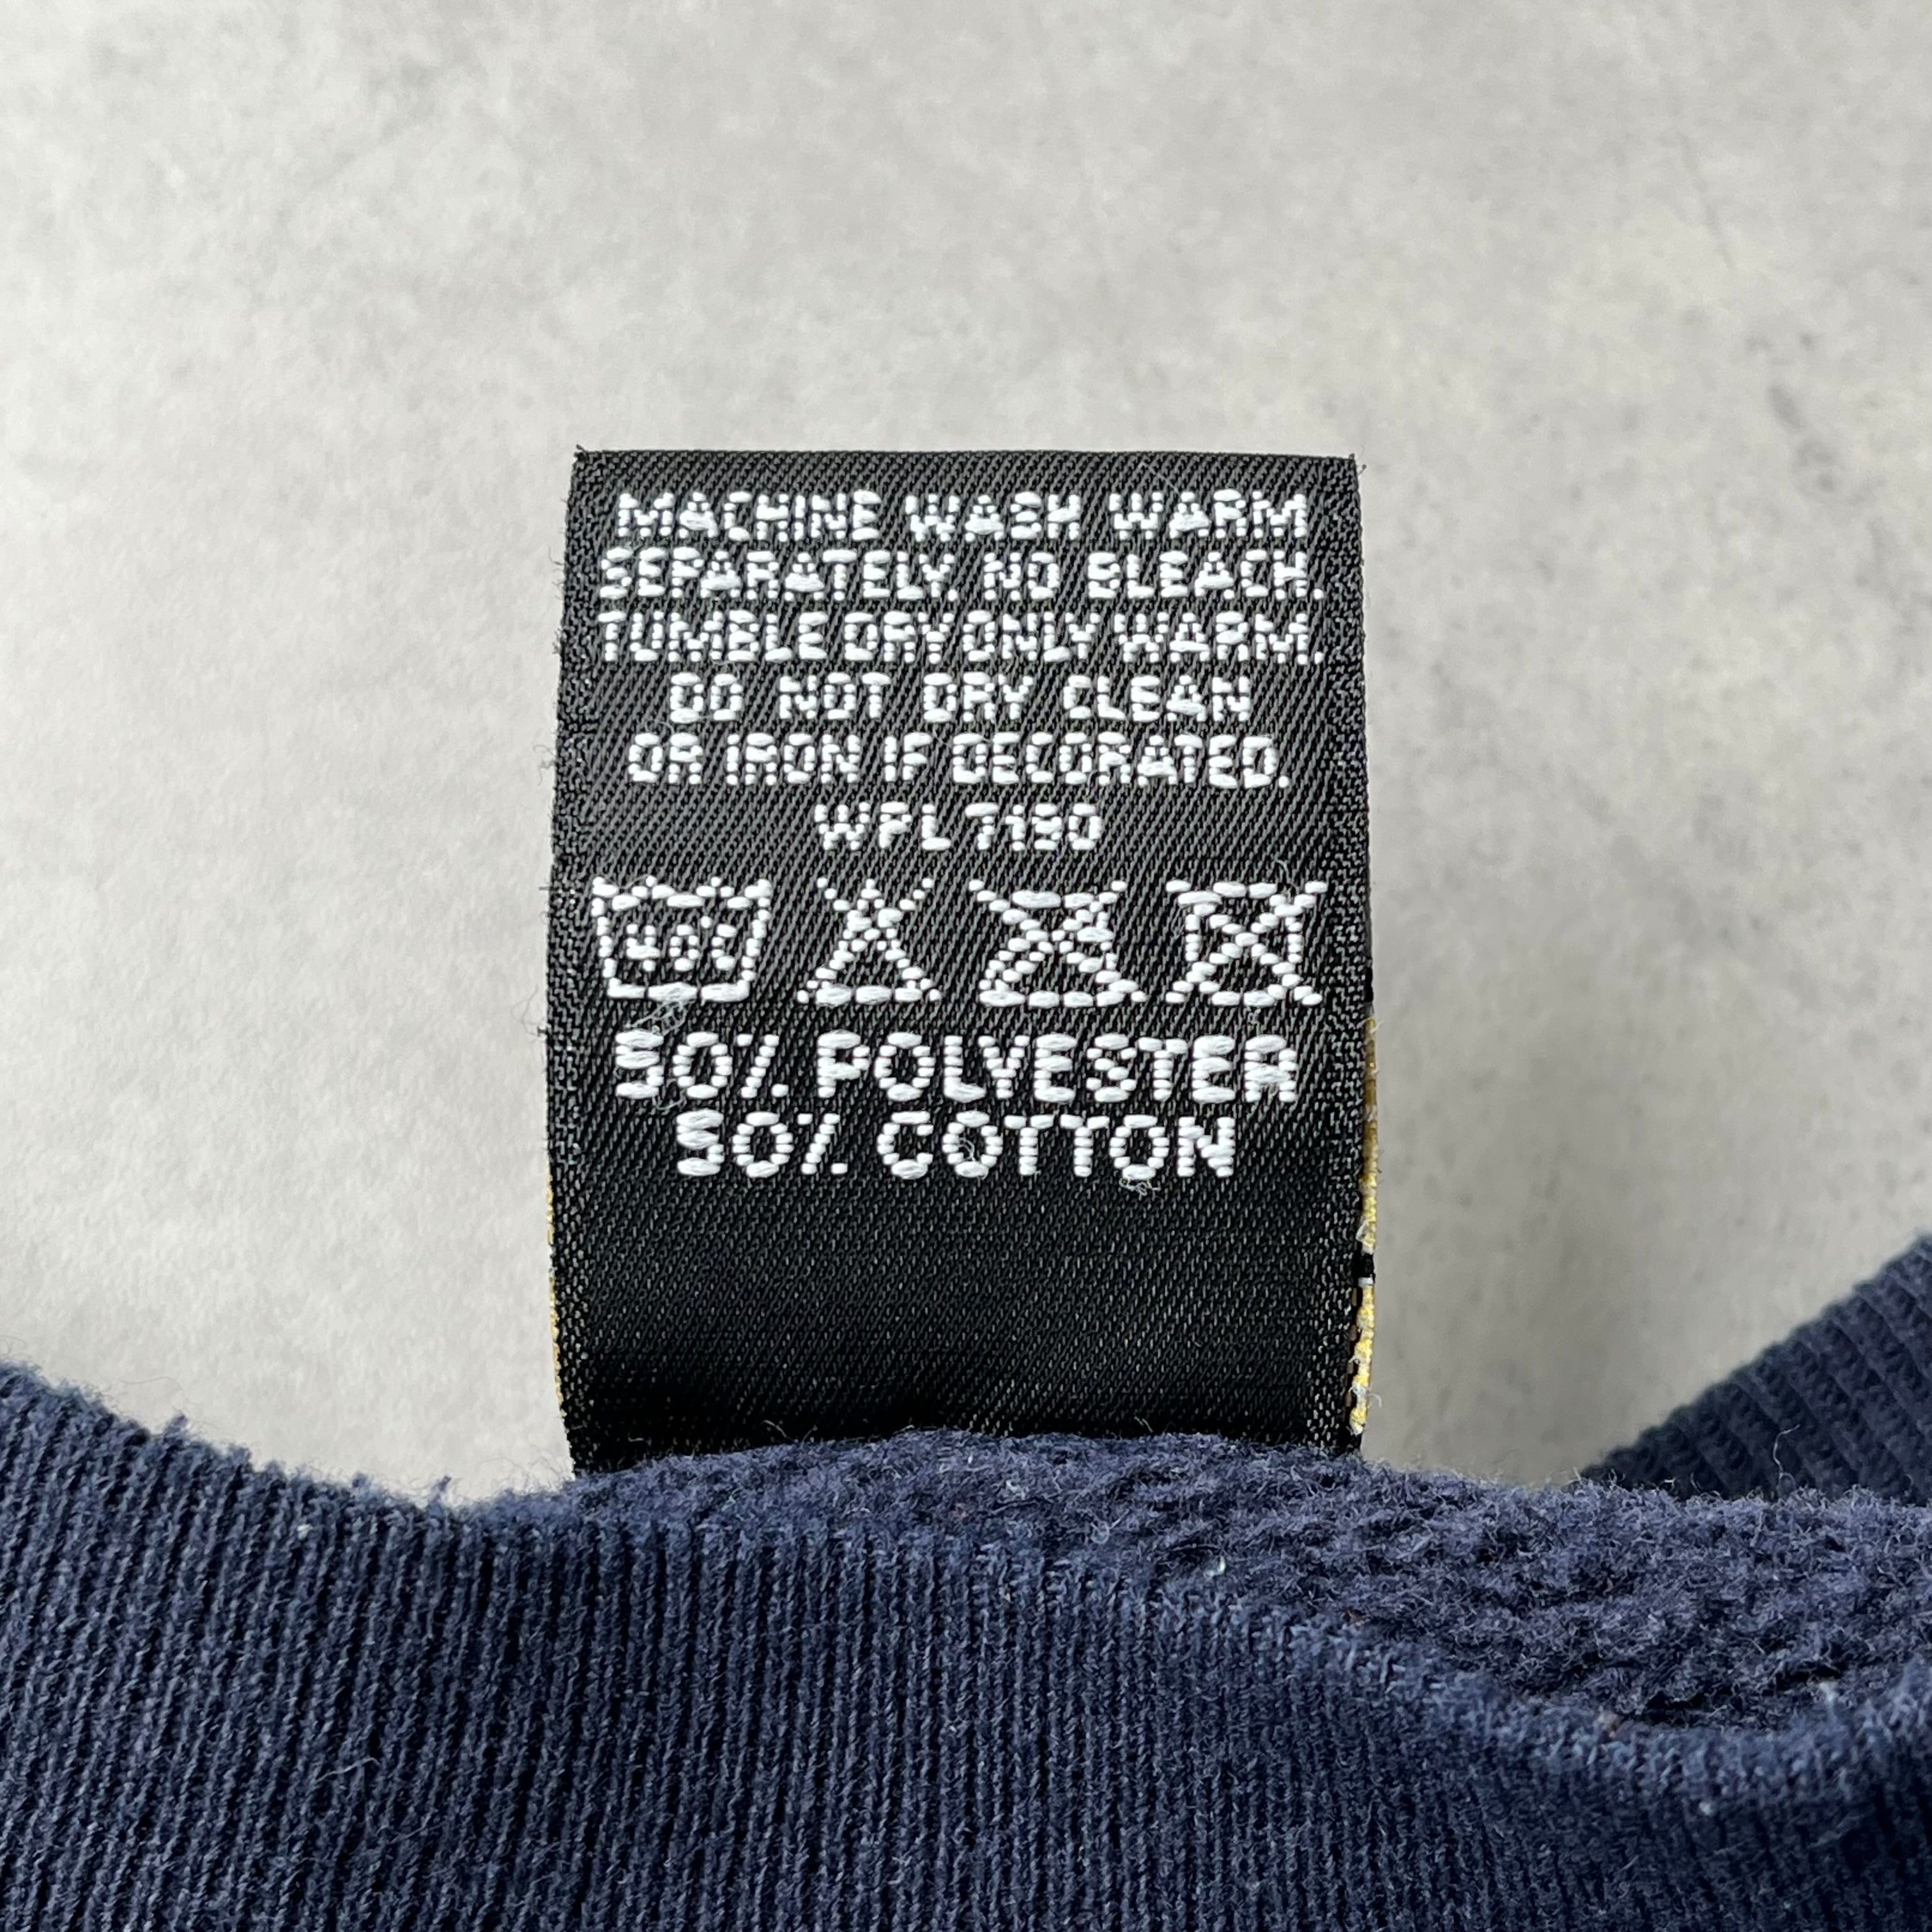 MACHINE WASH WARM
SEPARATELY NO BLEACH.
TUMBLE DRY ONLY WARM.
DO NOT DRY CLEAN
OR IRON IF DECORATED.
WPL 7190
40C
50% POLYESTER
50% COTTON